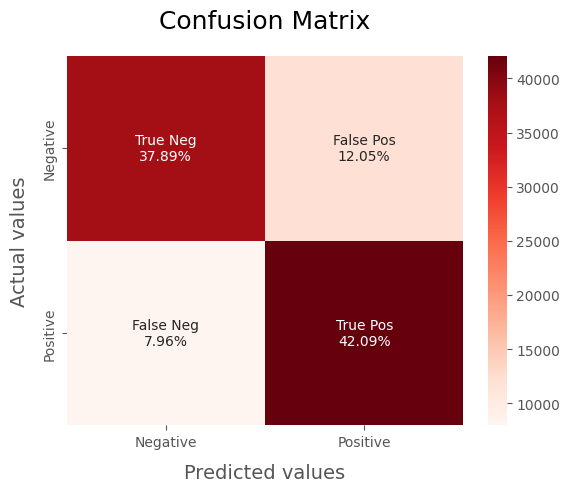 Confusion Matrix
Actual values
Negative
Positive
True Neg
37.89%
False Pos
12.05%
False Neg
7.96%
True Pos
42.09%
Negative
Positive
Predicted values
40000
35000
30000
25000
20000
15000
10000